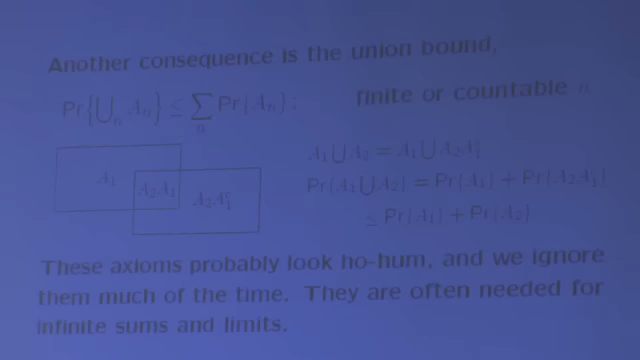 Another consequence is the union bound,
Pr{⋃ₙ Aₙ} ≤ ∑ₙ Pr{Aₙ}; finite or countable n
A₁⋃A₂ = A₁⋃A₂A₁ᶜ
A₁ A₂A₁ A₂A₁ᶜ
Pr{A₁⋃A₂} = Pr{A₁} + Pr{A₂A₁ᶜ}
≤ Pr{A₁} + Pr{A₂}
These axioms probably look ho-hum, and we ignore
them much of the time. They are often needed for
infinite sums and limits.